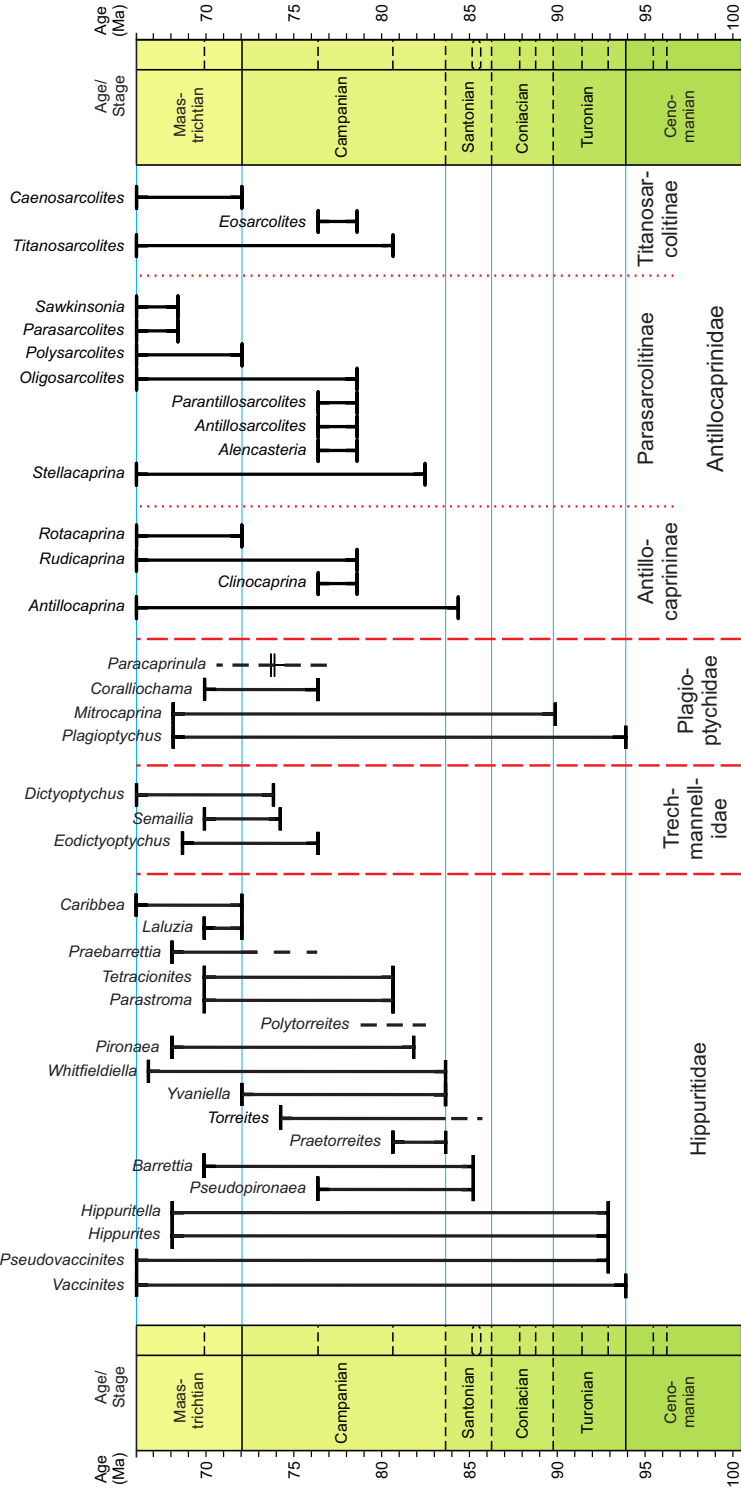 Age
(Ma)
70
75
80
85
90
95
100
Age/
Stage
Maas-
trichtian
Campanian
Santonian
Coniacian
Turonian
Ceno-
manian
Caenosarcolites
Eosarcolites
Titanosarcolites
Titanosar-
colitinae
Sawkinsonia
Parasarcolites
Polysarcolites
Oligosarcolites
Parantillosarcolites
Antillosarcolites
Alencasteria
Stellacaprina
Parasarcolitinae
Antillocaprinidae
Rotacaprina
Rudicaprina
Clinocaprina
Antillocaprina
Antillo-
caprininae
Paracaprinula
Coralliochama
Mitrocaprina
Plagioptychus
Plagio-
ptychidae
Dictyoptychus
Semailia
Eodictyoptychus
Trech-
mannell-
idae
Caribbea
Laluzia
Praebarrettia
Tetracionites
Parastroma
Polytorreites
Pironaea
Whitfieldiella
Yvaniella
Torreites
Praetorreites
Barrettia
Pseudopironaea
Hippuritella
Hippurites
Pseudovaccinites
Vaccinites
Hippuritidae
Age/
Stage
Maas-
trichtian
Campanian
Santonian
Coniacian
Turonian
Ceno-
manian
Age
(Ma)
70
75
80
85
90
95
100